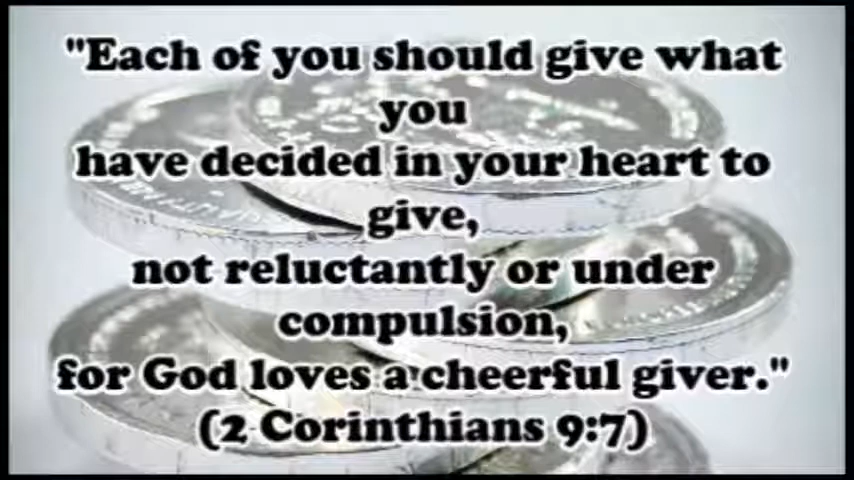 "Each of you should give what
you
have decided in your heart to
give,
not reluctantly or under
compulsion,
for God loves a cheerful giver."
(2 Corinthians 9:7)